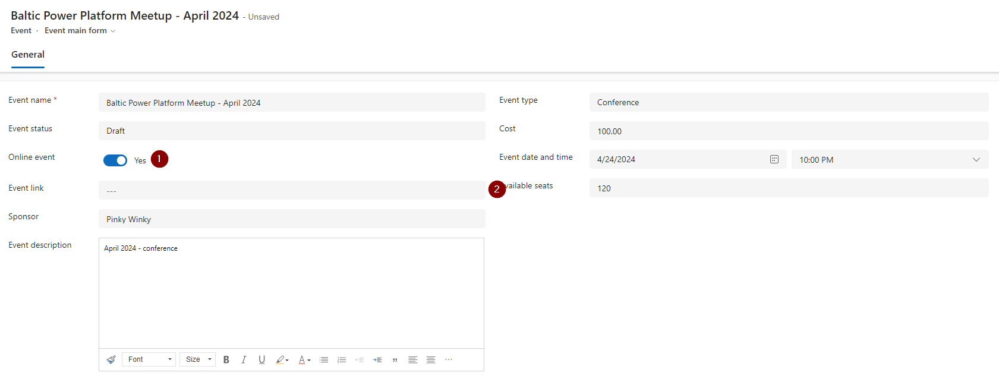 Baltic Power Platform Meetup - April 2024 - Unsaved
Event · Event main form
General
Event name *
Baltic Power Platform Meetup - April 2024
Event status
Draft
Online event
Yes 1
Event link
---
2
Sponsor
Pinky Winky
Event description
April 2024 - conference
Font Size B I U A ” ...
Event type
Conference
Cost
100.00
Event date and time
4/24/2024 10:00 PM
vailable seats
120